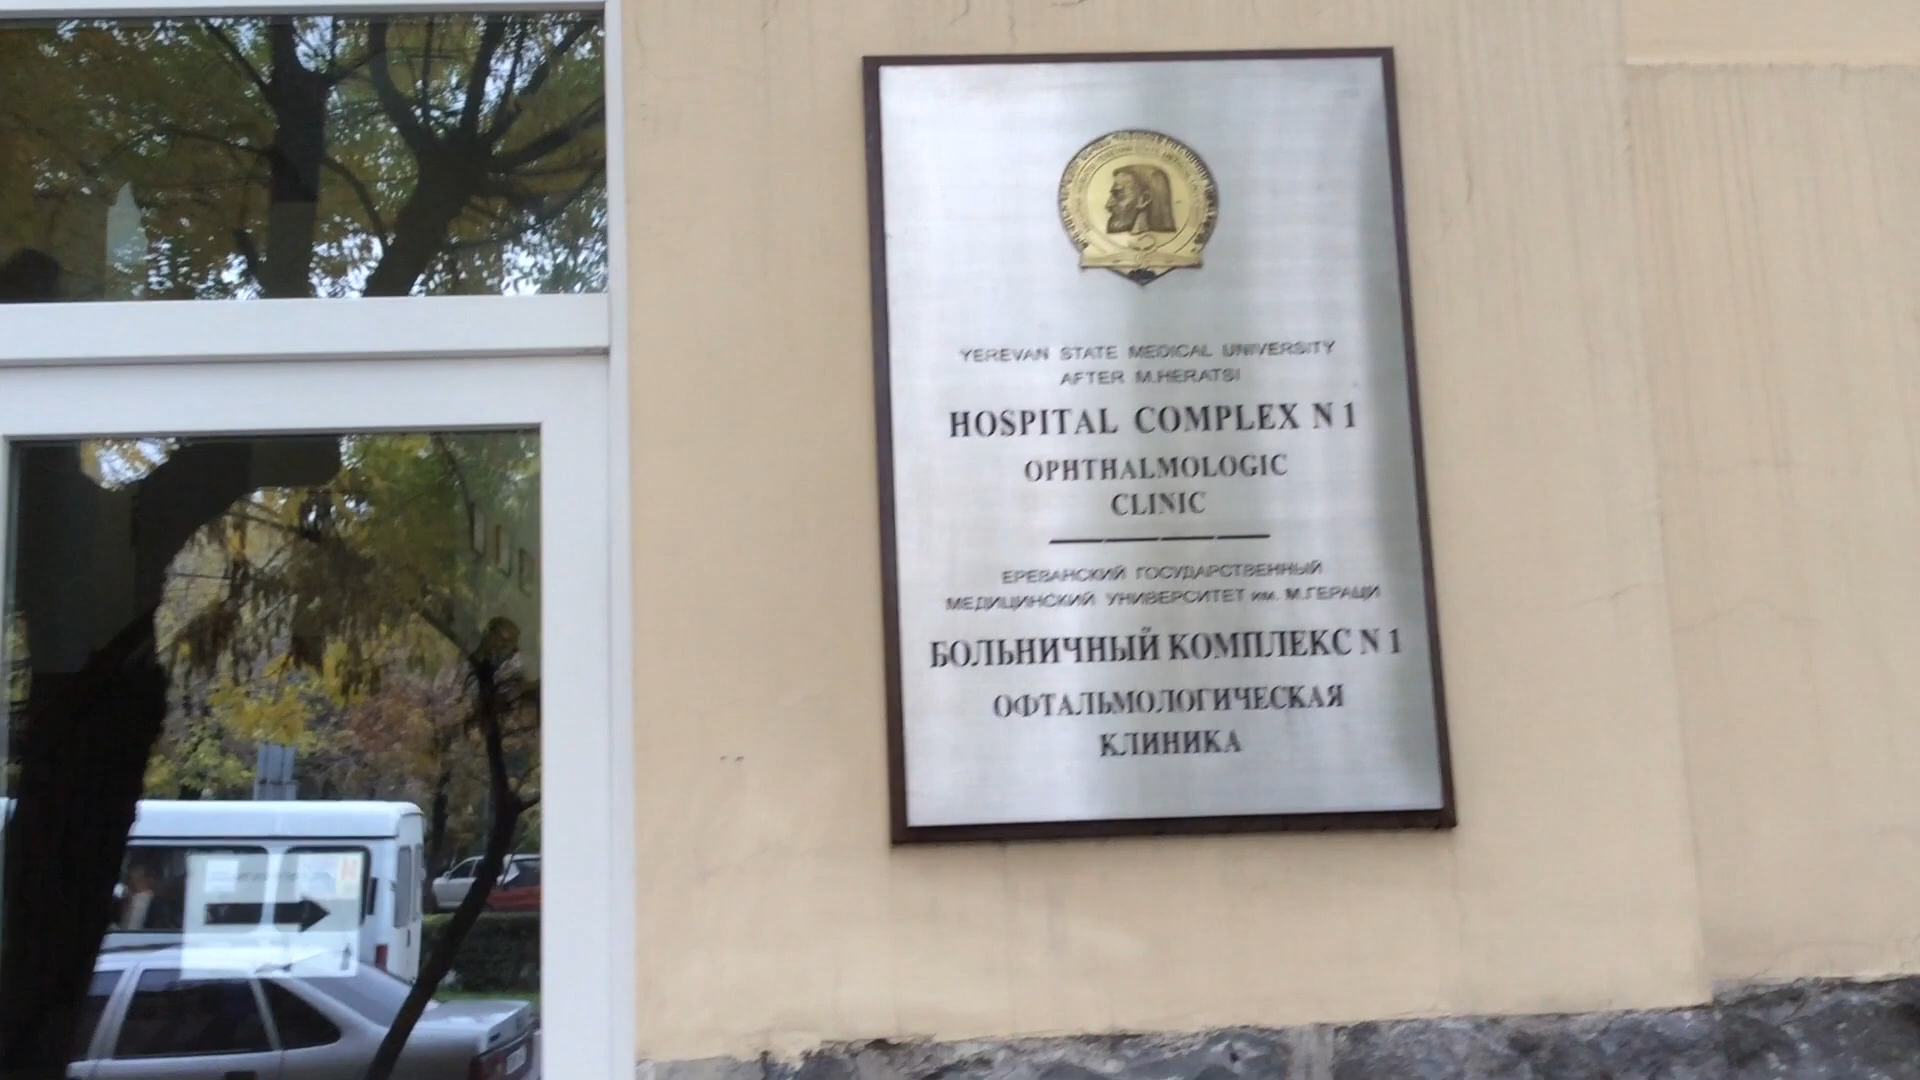 YEREVAN STATE MEDICAL UNIVERSITY
AFTER M.HERATSI
HOSPITAL COMPLEX N 1
OPHTHALMOLOGIC
CLINIC
ЕРЕВАНСКИЙ ГОСУДАРСТВЕННЫЙ
МЕДИЦИНСКИЙ УНИВЕРСИТЕТ им. М.ГЕРАЦИ
БОЛЬНИЧНЫЙ КОМПЛЕКС N 1
ОФТАЛЬМОЛОГИЧЕСКАЯ
КЛИНИКА